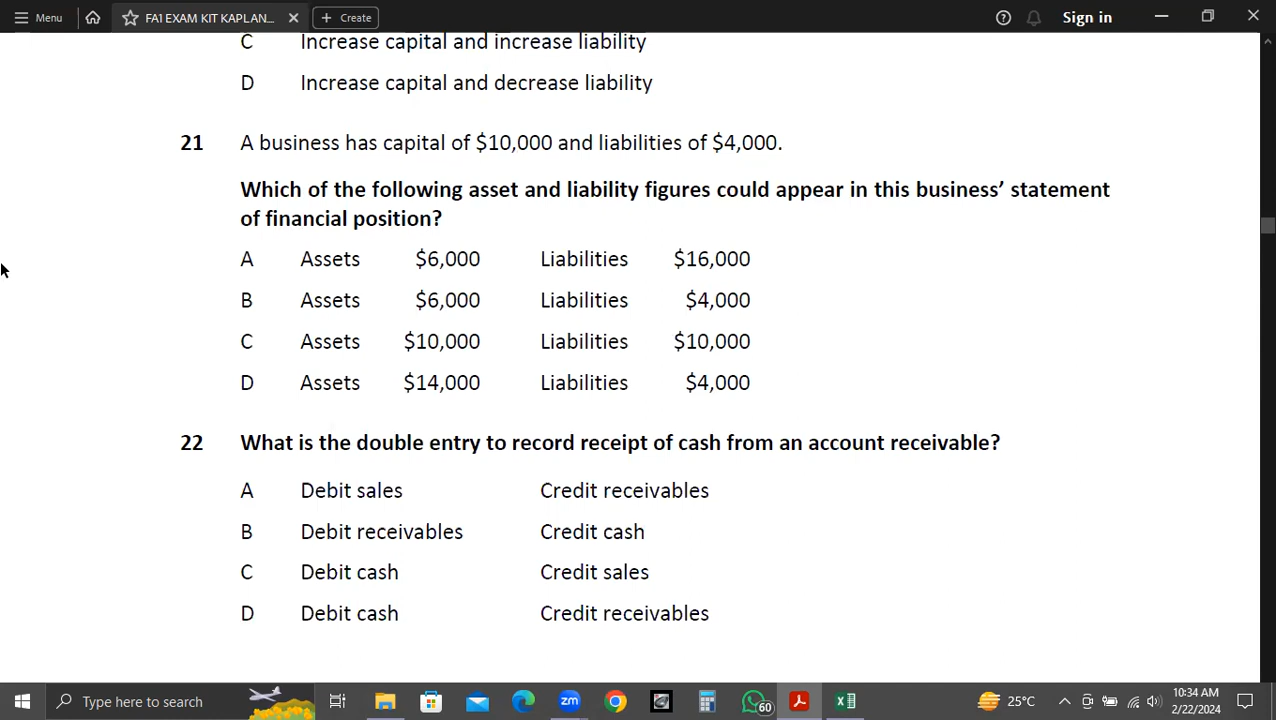 Menu
FA1 EXAM KIT KAPLAN...
Create
Sign in
C Increase capital and increase liability
D Increase capital and decrease liability
21 A business has capital of $10,000 and liabilities of $4,000.
Which of the following asset and liability figures could appear in this business’ statement
of financial position?
A Assets $6,000 Liabilities $16,000
B Assets $6,000 Liabilities $4,000
C Assets $10,000 Liabilities $10,000
D Assets $14,000 Liabilities $4,000
22 What is the double entry to record receipt of cash from an account receivable?
A Debit sales Credit receivables
B Debit receivables Credit cash
C Debit cash Credit sales
D Debit cash Credit receivables
Type here to search
zm
60
25°C
10:34 AM
2/22/2024